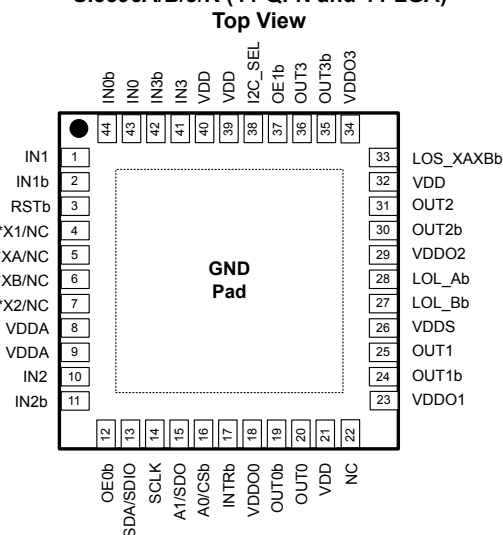 (44-QFN and 44-LGA)
Top View
IN0b
IN0
IN3b
IN3
VDD
VDD
I2C_SEL
OE1b
OUT3
OUT3b
VDDO3
44
43
42
41
40
39
38
37
36
35
34
IN1 1
IN1b 2
RSTb 3
*X1/NC 4
*XA/NC 5
*XB/NC 6
*X2/NC 7
VDDA 8
VDDA 9
IN2 10
IN2b 11
GND
Pad
33 LOS_XAXBb
32 VDD
31 OUT2
30 OUT2b
29 VDDO2
28 LOL_Ab
27 LOL_Bb
26 VDDS
25 OUT1
24 OUT1b
23 VDDO1
12
13
14
15
16
17
18
19
20
21
22
OE0b
SDA/SDIO
SCLK
A1/SDO
A0/CSb
INTRb
VDDO0
OUT0b
OUT0
VDD
NC